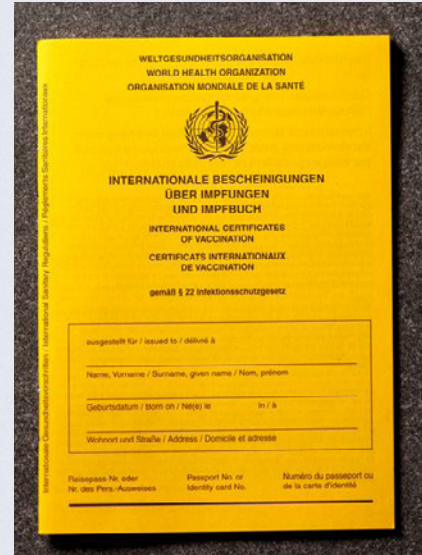 WELTGESUNDHEITSORGANISATION
WORLD HEALTH ORGANIZATION
ORGANISATION MONDIALE DE LA SANTÉ
INTERNATIONALE BESCHEINIGUNGEN
ÜBER IMPFUNGEN
UND IMPFBUCH
INTERNATIONAL CERTIFICATES
OF VACCINATION
CERTIFICATS INTERNATIONAUX
DE VACCINATION
gemäß § 22 Infektionsschutzgesetz
ausgestellt für / issued to / délivré à
Name, Vorname / Surname, given name / Nom, prénom
Geburtsdatum / born on / Né(e) le in / à
Wohnort und Straße / Address / Domicile et adresse
Reisepass-Nr. oder Passport No. or Numéro du passeport ou
Nr. des Pers.-Ausweises Identity card No. de la carte d'identité
Internationale Gesundheitsvorschriften / International Sanitary Regulations / Règlements Sanitaires Internationaux